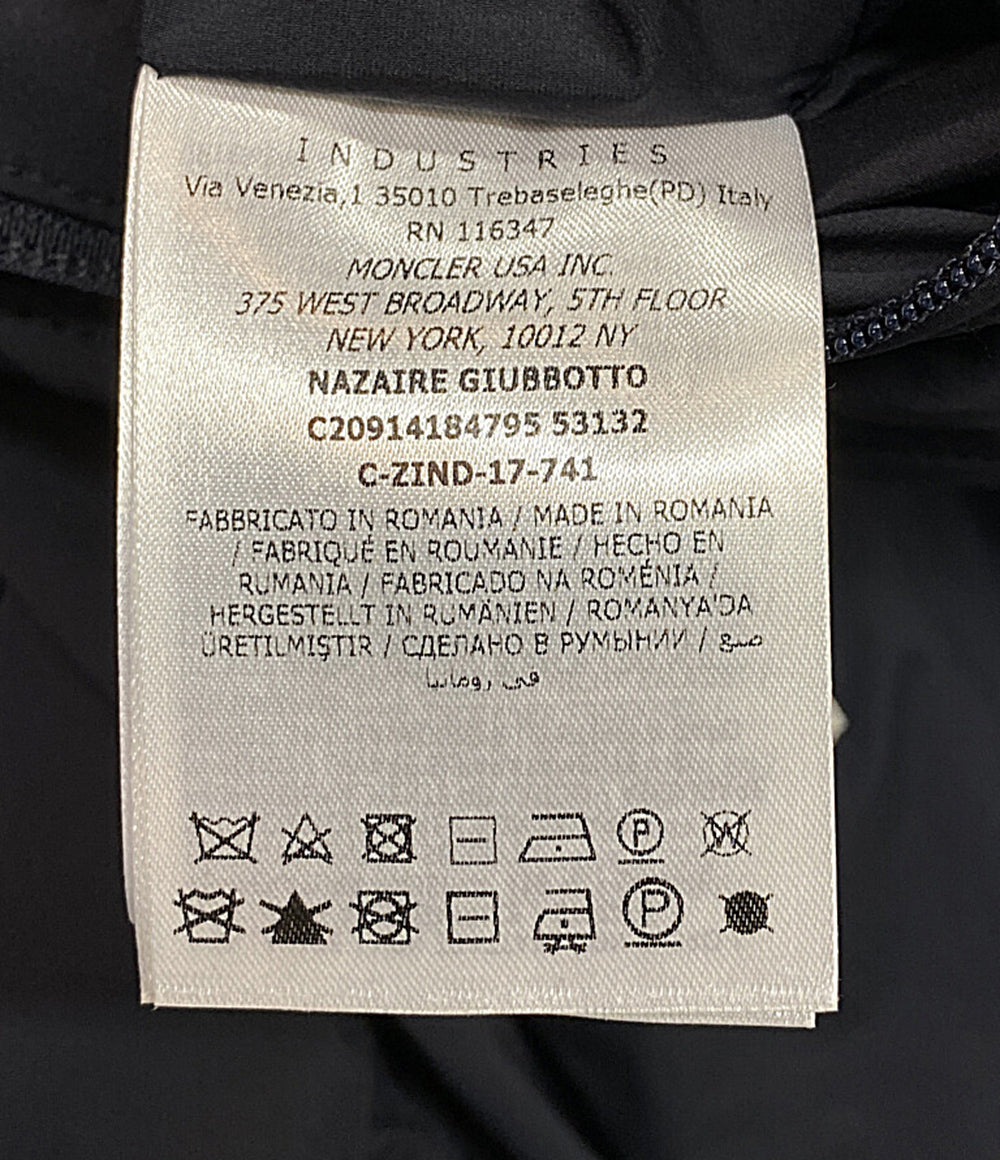 INDUSTRIES
Via Venezia,1 35010 Trebaseleghe(PD) Italy
RN 116347
MONCLER USA INC.
375 WEST BROADWAY, 5TH FLOOR
NEW YORK, 10012 NY
NAZAIRE GIUBBOTTO
C20914184795 53132
C-ZIND-17-741
FABBRICATO IN ROMANIA / MADE IN ROMANIA
/ FABRIQUÉ EN ROUMANIE / HECHO EN
RUMANIA / FABRICADO NA ROMÉNIA /
HERGESTELLT IN RUMÄNIEN / ROMANYA'DA
ÜRETILMIŞTIR / СДЕЛАНО В РУМЫНИИ / صنع
في رومانيا
P W
P